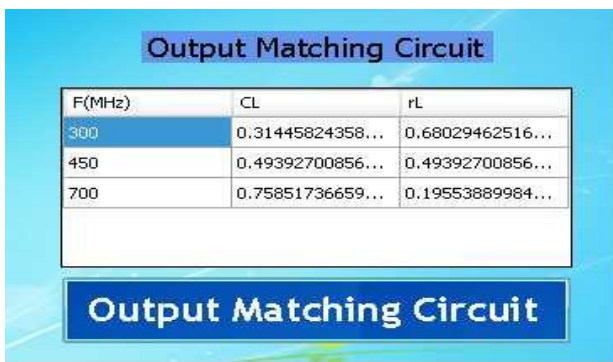 Output Matching Circuit
F(MHz) CL rL
300 0.31445824358... 0.68029462516...
450 0.49392700856... 0.49392700856...
700 0.75851736659... 0.19553889984...
Output Matching Circuit